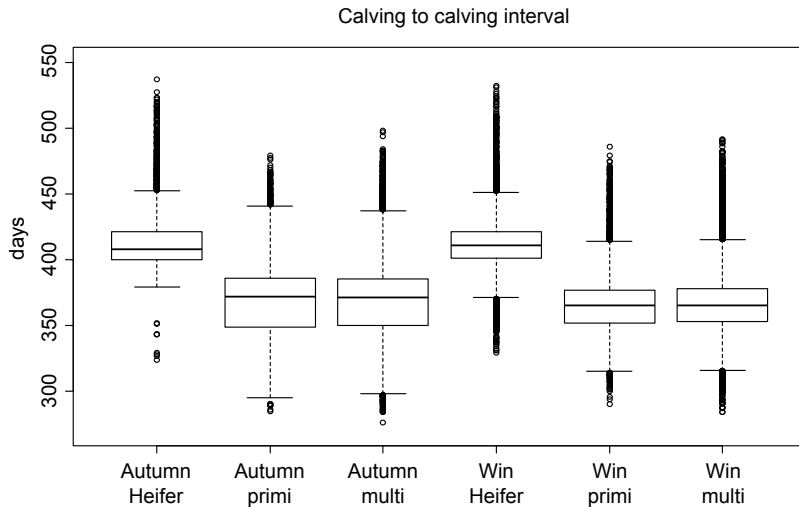 Calving to calving interval
days
550
500
450
400
350
300
Autumn Heifer
Autumn primi
Autumn multi
Win Heifer
Win primi
Win multi